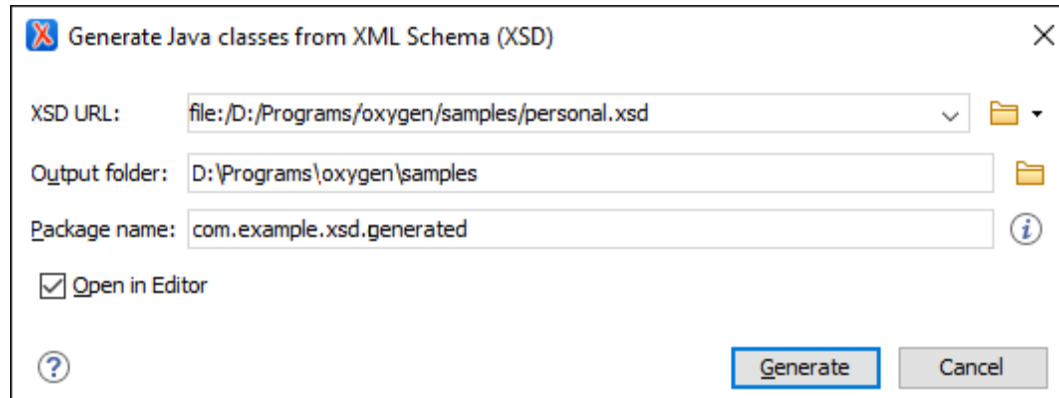 Generate Java classes from XML Schema (XSD)
XSD URL: file:/D:/Programs/oxygen/samples/personal.xsd
Output folder: D:\Programs\oxygen\samples
Package name: com.example.xsd.generated
Open in Editor
Generate Cancel